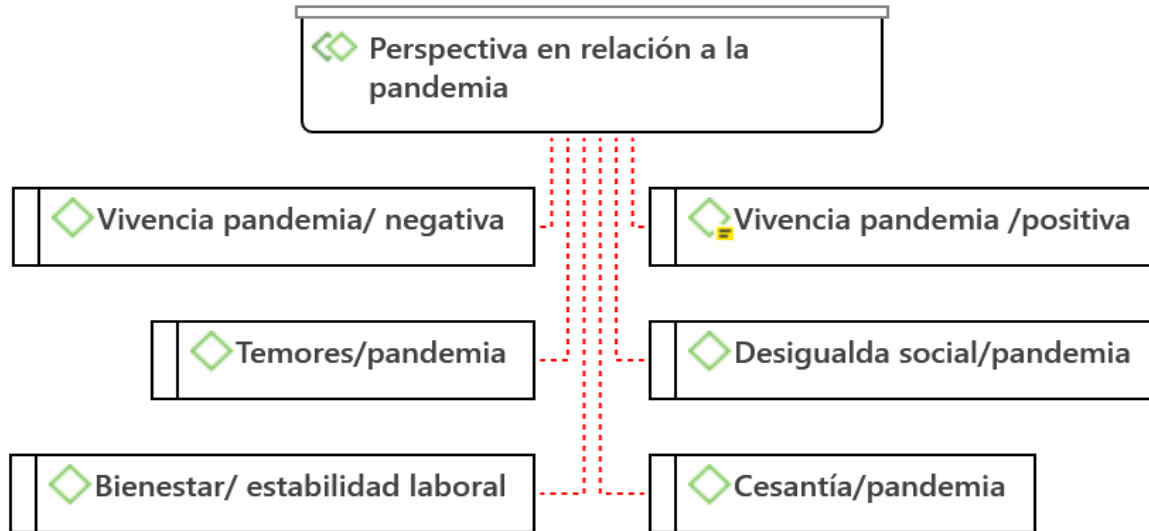 Perspectiva en relación a la
pandemia
Vivencia pandemia/ negativa
Vivencia pandemia /positiva
Temores/pandemia
Desigualda social/pandemia
Bienestar/ estabilidad laboral
Cesantía/pandemia